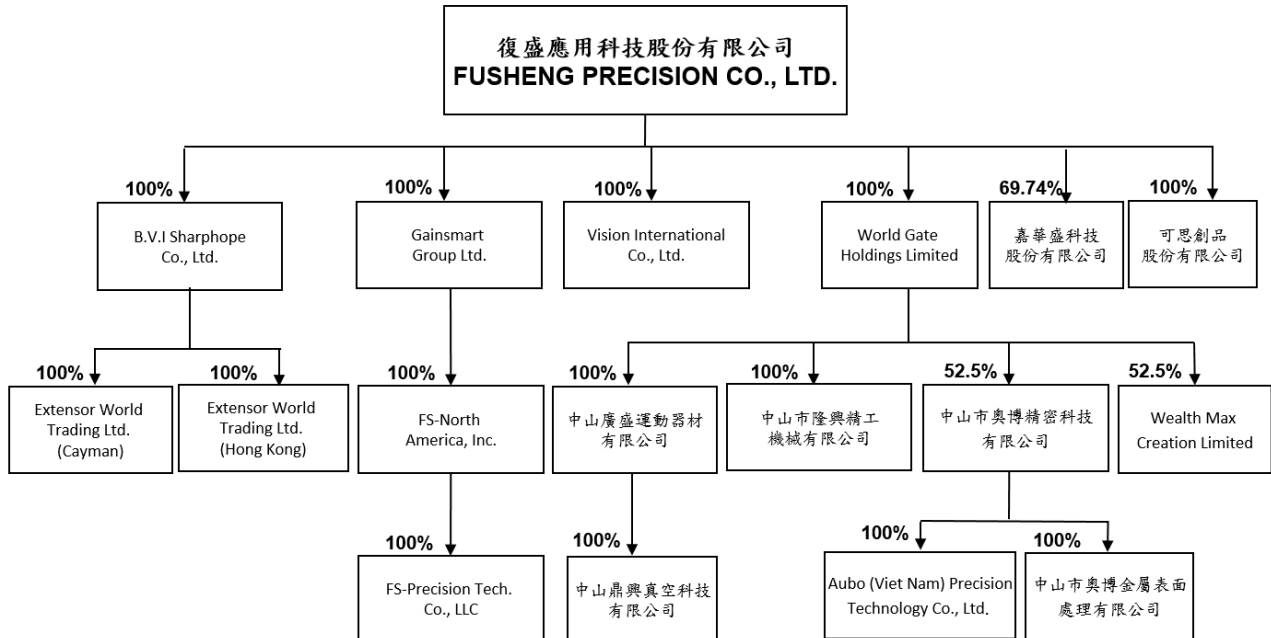 復盛應用科技股份有限公司
FUSHENG PRECISION CO., LTD.
100%
100%
100%
100%
69.74%
100%
B.V.I Sharphope
Co., Ltd.
Gainsmart
Group Ltd.
Vision International
Co., Ltd.
World Gate
Holdings Limited
嘉華盛科技
股份有限公司
可思創品
股份有限公司
100%
100%
100%
100%
100%
52.5%
52.5%
Extensor World
Trading Ltd.
(Cayman)
Extensor World
Trading Ltd.
(Hong Kong)
FS-North
America, Inc.
中山廣盛運動器材
有限公司
中山市隆興精工
機械有限公司
中山市奧博精密科技
有限公司
Wealth Max
Creation Limited
100%
100%
100%
100%
FS-Precision Tech.
Co., LLC
中山鼎興真空科技
有限公司
Aubo (Viet Nam) Precision
Technology Co., Ltd.
中山市奧博金屬表面
處理有限公司